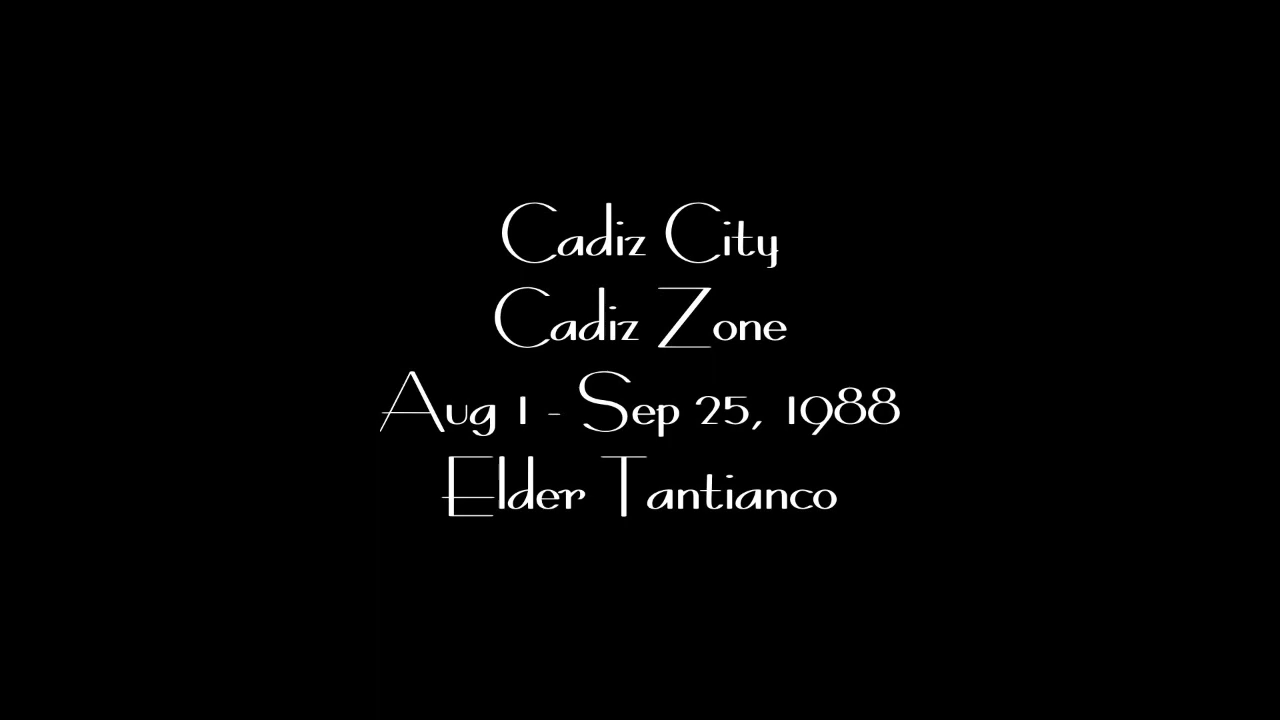 Cadiz City
Cadiz Zone
Aug 1 - Sep 25, 1988
Elder Tantianco